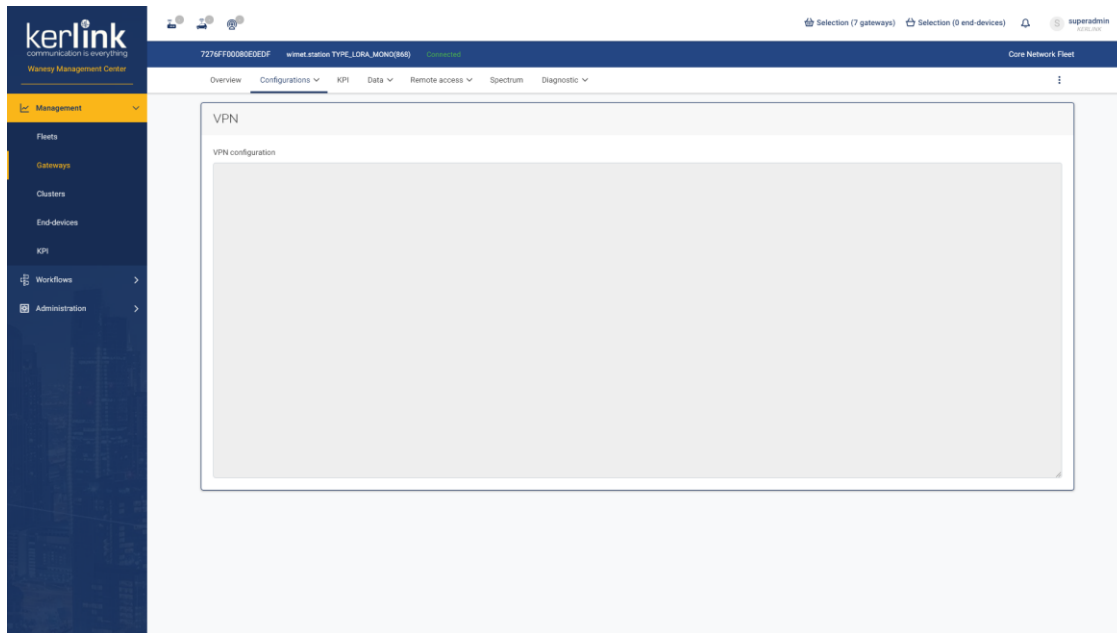 kerlink
communication is everything
Wanesy Management Center
Management
Fleets
Gateways
Clusters
End-devices
KPI
Workflows
Administration
Selection (7 gateways)
Selection (0 end-devices)
S
superadmin
KERLINK
7276FF00080E0EDF
wimet.station TYPE_LORA_MONO(868)
Connected
Core Network Fleet
Overview
Configurations
KPI
Data
Remote access
Spectrum
Diagnostic
VPN
VPN configuration